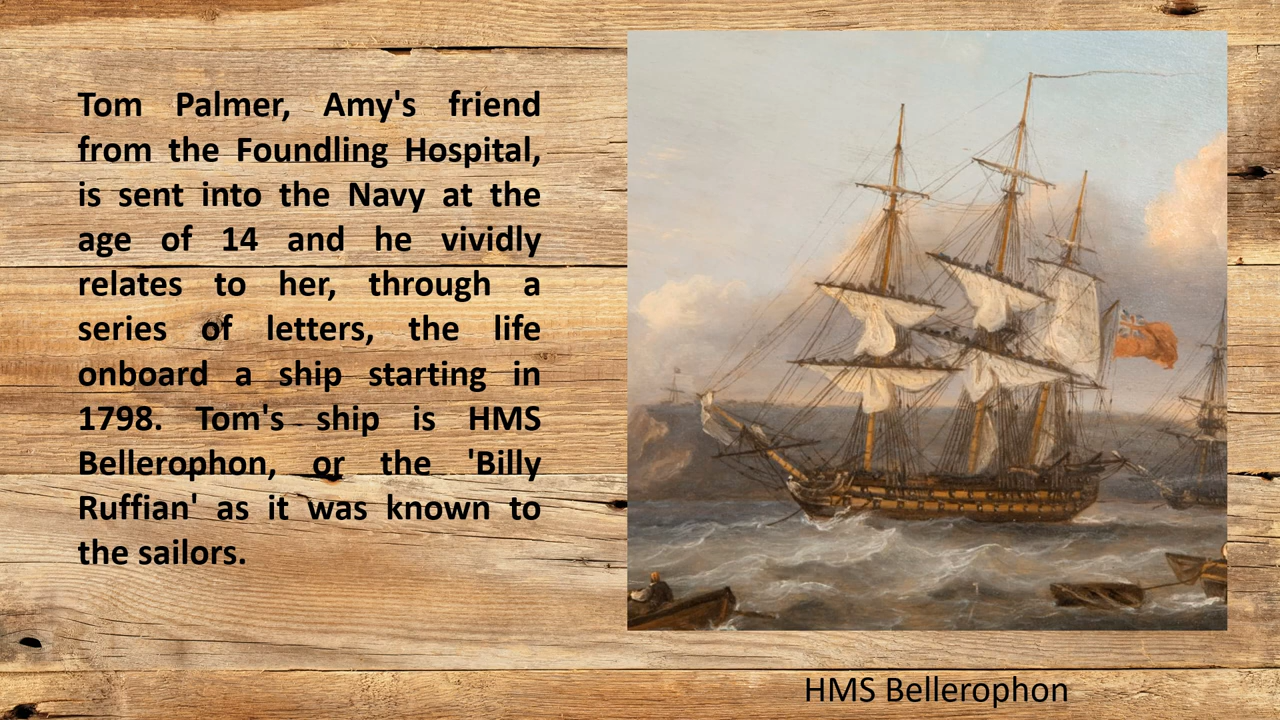 Tom Palmer, Amy's friend
from the Foundling Hospital,
is sent into the Navy at the
age of 14 and he vividly
relates to her, through a
series of letters, the life
onboard a ship starting in
1798. Tom's ship is HMS
Bellerophon, or the 'Billy
Ruffian' as it was known to
the sailors.
HMS Bellerophon